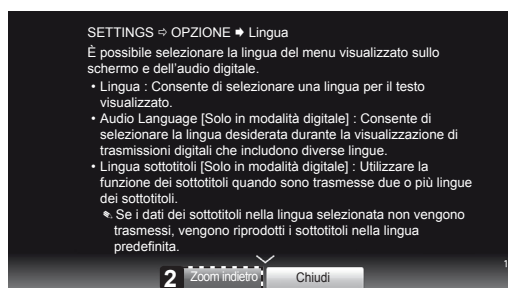 SETTINGS ⇨ OPZIONE ➡ Lingua
È possibile selezionare la lingua del menu visualizzato sullo
schermo e dell'audio digitale.
• Lingua : Consente di selezionare una lingua per il testo
visualizzato.
• Audio Language [Solo in modalità digitale] : Consente di
selezionare la lingua desiderata durante la visualizzazione di
trasmissioni digitali che includono diverse lingue.
• Lingua sottotitoli [Solo in modalità digitale] : Utilizzare la
funzione dei sottotitoli quando sono trasmesse due o più lingue
dei sottotitoli.
✎ Se i dati dei sottotitoli nella lingua selezionata non vengono
trasmessi, vengono riprodotti i sottotitoli nella lingua
predefinita.
1
2 Zoom indietro Chiudi